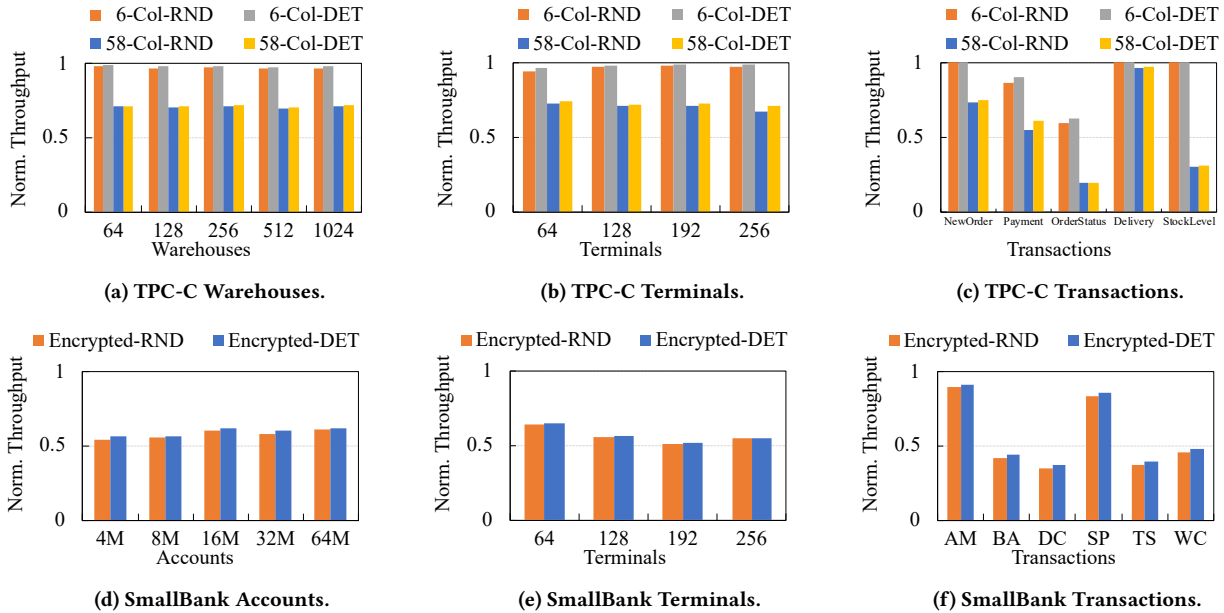 6-Col-RND 6-Col-DET
58-Col-RND 58-Col-DET
Norm. Throughput
1
0.5
0
64 128 256 512 1024
Warehouses
(a) TPC-C Warehouses.
6-Col-RND 6-Col-DET
58-Col-RND 58-Col-DET
Norm. Throughput
1
0.5
0
64 128 192 256
Terminals
(b) TPC-C Terminals.
6-Col-RND 6-Col-DET
58-Col-RND 58-Col-DET
Norm. Throughput
1
0.5
0
NewOrder Payment OrderStatus Delivery StockLevel
Transactions
(c) TPC-C Transactions.
Encrypted-RND Encrypted-DET
Norm. Throughput
1
0.5
0
4M 8M 16M 32M 64M
Accounts
(d) SmallBank Accounts.
Encrypted-RND Encrypted-DET
Norm. Throughput
1
0.5
0
64 128 192 256
Terminals
(e) SmallBank Terminals.
Encrypted-RND Encrypted-DET
Norm. Throughput
1
0.5
0
AM BA DC SP TS WC
Transactions
(f) SmallBank Transactions.